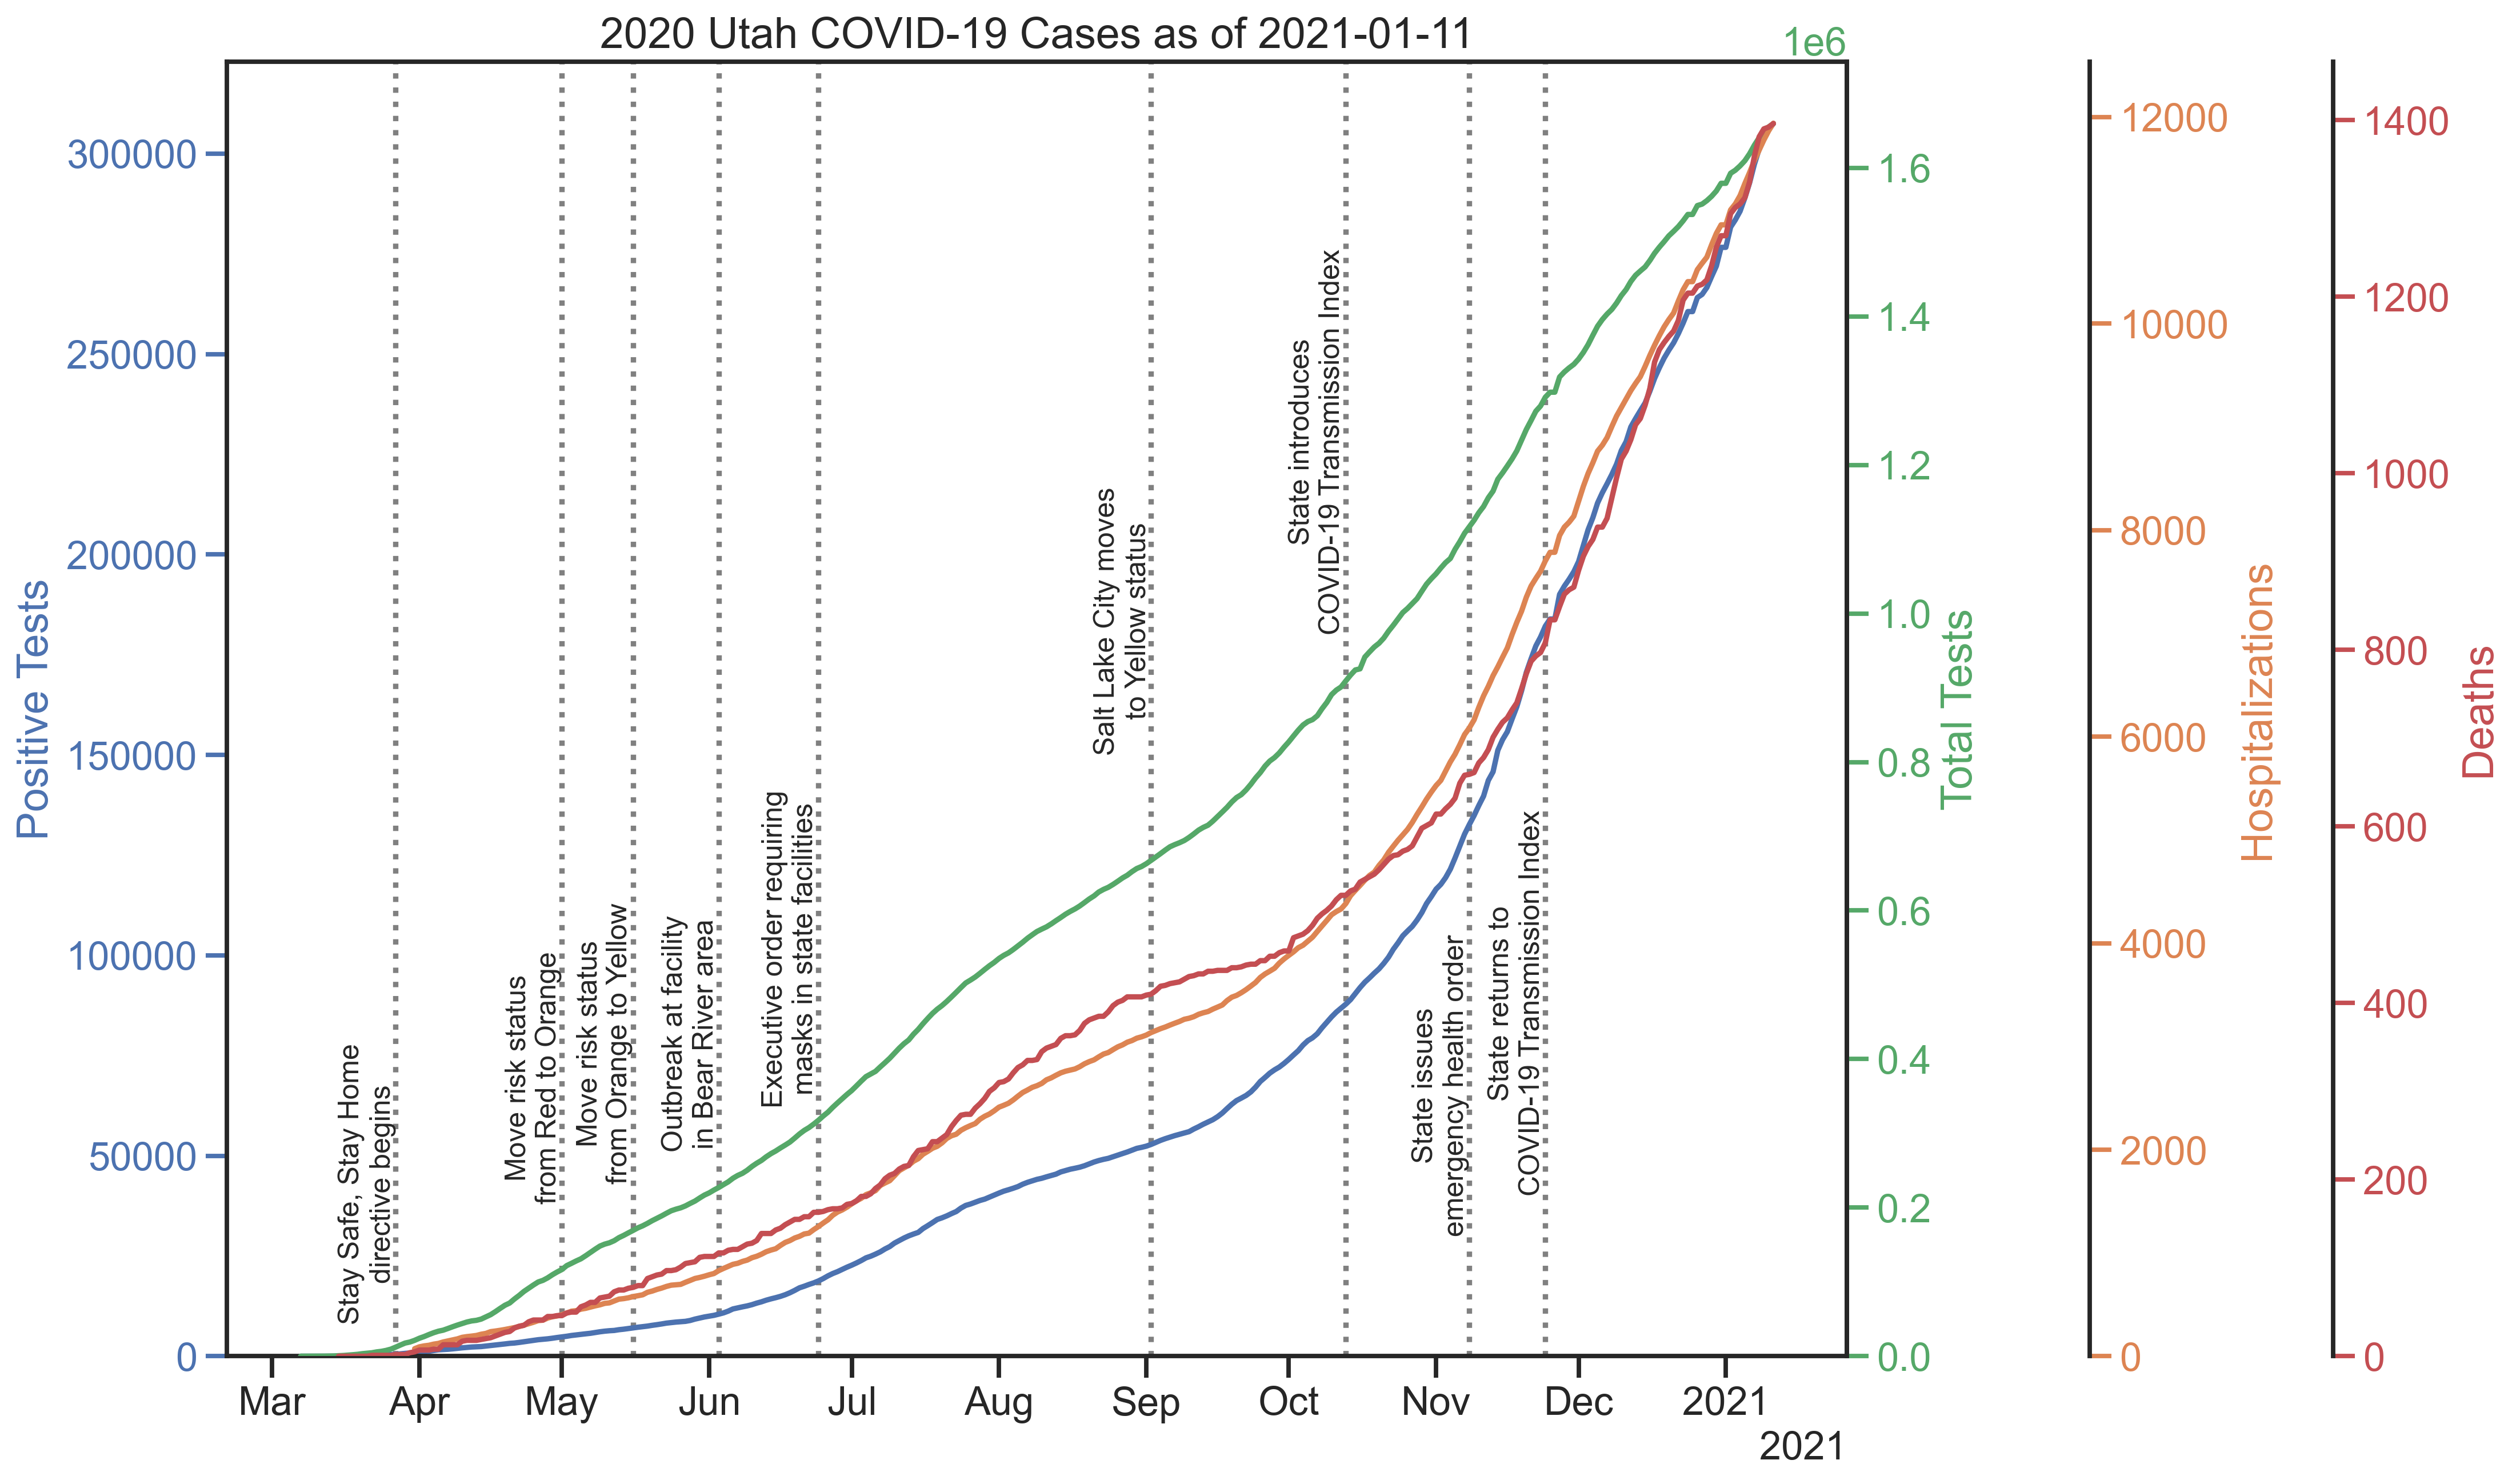 2020 Utah COVID-19 Cases as of 2021-01-11
1e6
Positive Tests
300000
250000
200000
150000
100000
50000
0
Stay Safe, Stay Home
directive begins
Move risk status
from Red to Orange
Move risk status
from Orange to Yellow
Outbreak at facility
in Bear River area
Executive order requiring
masks in state facilities
Salt Lake City moves
to Yellow status
State introduces
COVID-19 Transmission Index
State issues
emergency health order
State returns to
COVID-19 Transmission Index
Mar
Apr
May
Jun
Jul
Aug
Sep
Oct
Nov
Dec
2021
2021
1.6
1.4
1.2
1.0
0.8
0.6
0.4
0.2
0.0
Total Tests
12000
10000
8000
6000
4000
2000
0
Hospitalizations
1400
1200
1000
800
600
400
200
0
Deaths